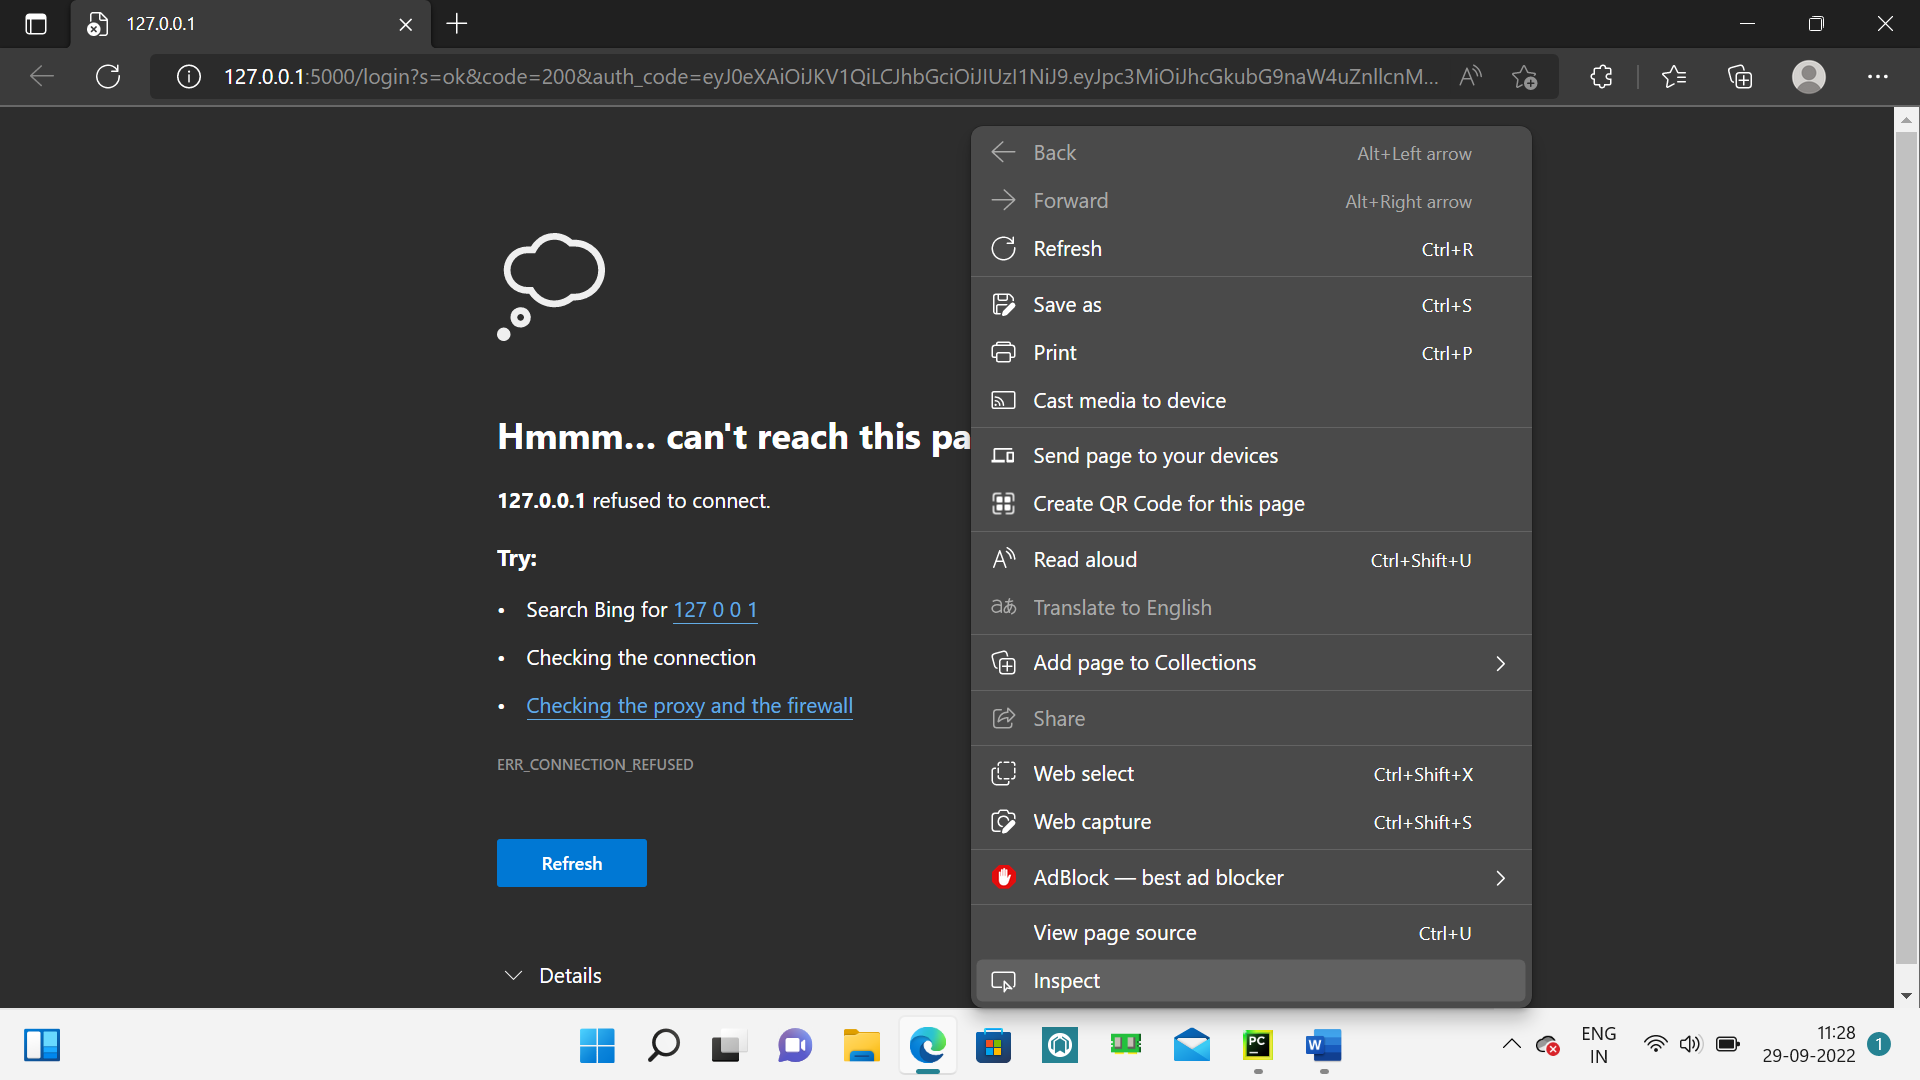 127.0.0.1
127.0.0.1:5000/login?s=ok&code=200&auth_code=eyJ0eXAiOiJKV1QiLCJhbGciOiJIUzI1NiJ9.eyJpc3MiOiJhcGkubG9naW4uZnllcnM...
Back Alt+Left arrow
Forward Alt+Right arrow
Refresh Ctrl+R
Save as Ctrl+S
Print Ctrl+P
Cast media to device
Send page to your devices
Create QR Code for this page
Read aloud Ctrl+Shift+U
Translate to English
Add page to Collections
Share
Web select Ctrl+Shift+X
Web capture Ctrl+Shift+S
AdBlock — best ad blocker
View page source Ctrl+U
Inspect
Hmmm... can't reach this pa
127.0.0.1 refused to connect.
Try:
• Search Bing for 127 0 0 1
• Checking the connection
• Checking the proxy and the firewall
ERR_CONNECTION_REFUSED
Refresh
Details
PC
W
ENG
IN
11:28
29-09-2022
1